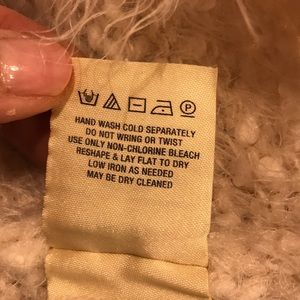 P
HAND WASH COLD SEPARATELY
DO NOT WRING OR TWIST
USE ONLY NON-CHLORINE BLEACH
RESHAPE & LAY FLAT TO DRY
LOW IRON AS NEEDED
MAY BE DRY CLEANED